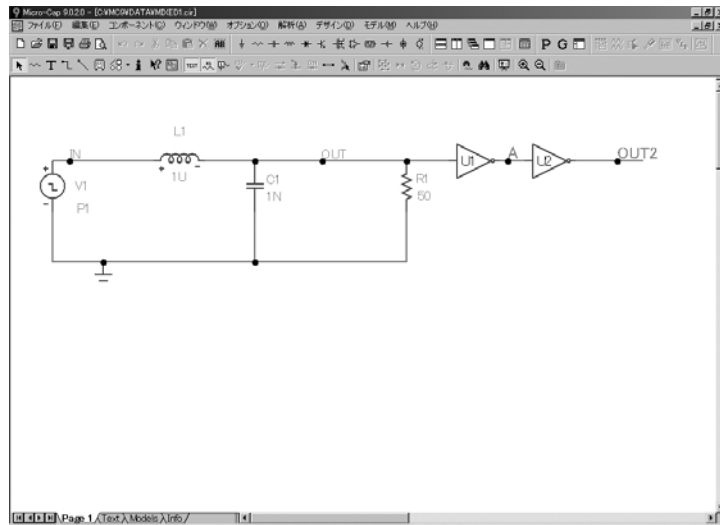 Micro-Cap 9.0.2.0 - [C:¥MC9¥DATA¥MIXED1.cir]
ファイル(F) 編集(E) コンポーネント(C) ウィンドウ(W) オプション(O) 解析(A) デザイン(D) モデル(M) ヘルプ(H)
P G
T
TEXT
IN
L1
1U
OUT
A
OUT2
U1
U2
V1
P1
C1
1N
R1
50
Page 1 Text Models Info